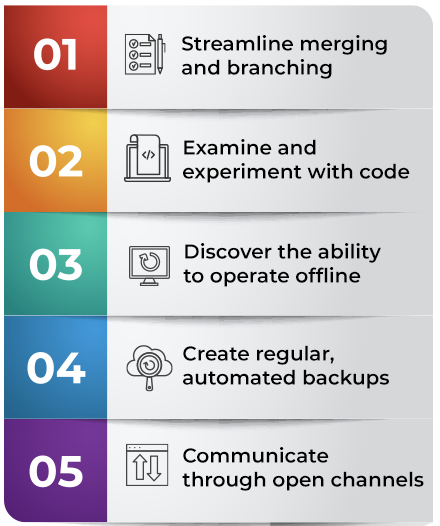 01
Streamline merging
and branching
02
Examine and
experiment with code
</>
03
Discover the ability
to operate offline
04
Create regular,
automated backups
05
Communicate
through open channels